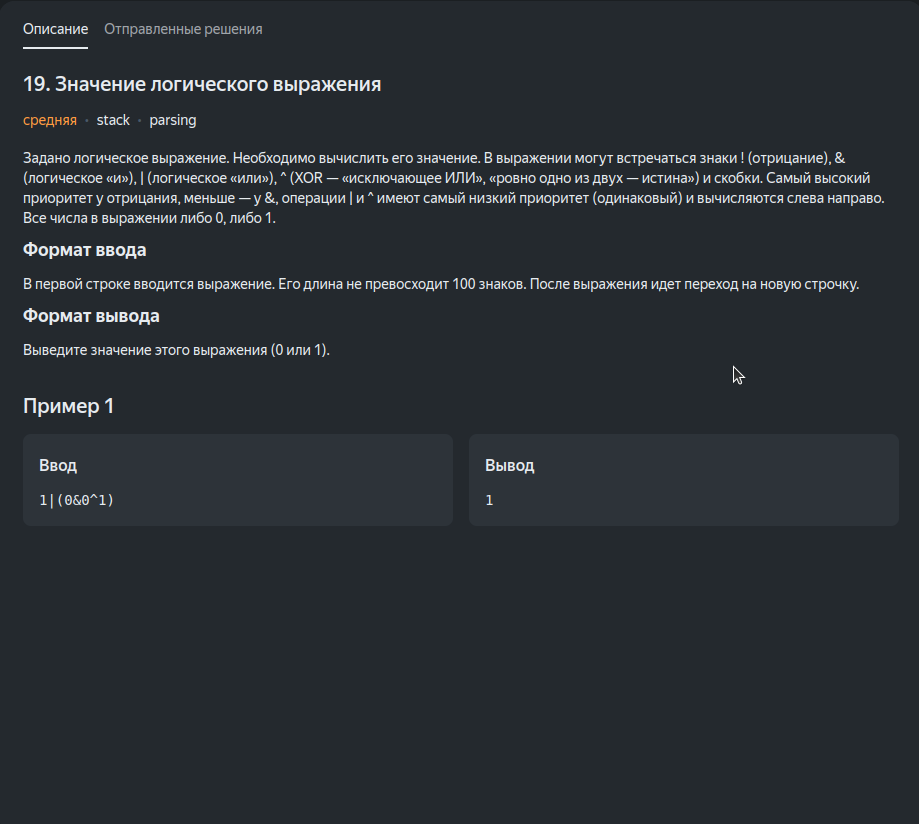 Описание Отправленные решения
19. Значение логического выражения
средняя · stack · parsing
Задано логическое выражение. Необходимо вычислить его значение. В выражении могут встречаться знаки ! (отрицание), &
(логическое «и»), | (логическое «или»), ^ (XOR — «исключающее ИЛИ», «ровно одно из двух — истина») и скобки. Самый высокий
приоритет у отрицания, меньше — у &, операции | и ^ имеют самый низкий приоритет (одинаковый) и вычисляются слева направо.
Все числа в выражении либо 0, либо 1.
Формат ввода
В первой строке вводится выражение. Его длина не превосходит 100 знаков. После выражения идет переход на новую строчку.
Формат вывода
Выведите значение этого выражения (0 или 1).
Пример 1
Ввод
1|(0&0^1)
Вывод
1